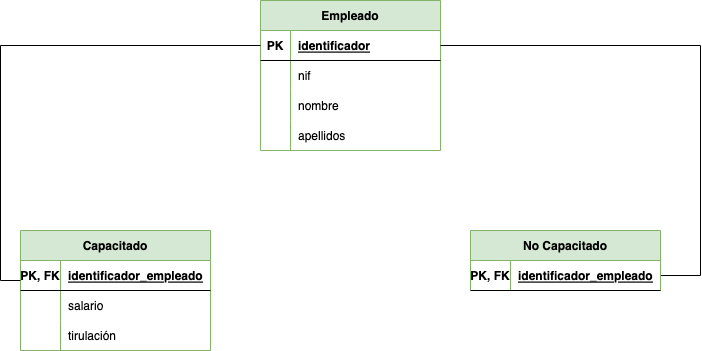 Empleado
PK identificador
nif
nombre
apellidos
Capacitado
PK, FK identificador_empleado
salario
tirulación
No Capacitado
PK, FK identificador_empleado